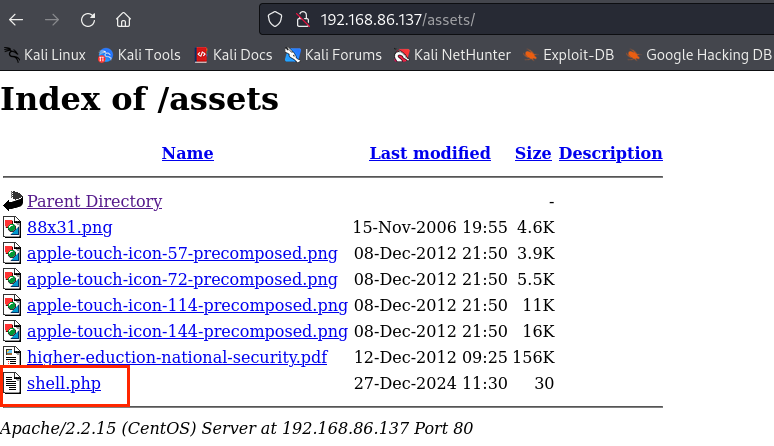 192.168.86.137/assets/
Kali Linux Kali Tools Kali Docs Kali Forums Kali NetHunter Exploit-DB Google Hacking DB
Index of /assets
Name Last modified Size Description
Parent Directory -
88x31.png 15-Nov-2006 19:55 4.6K
apple-touch-icon-57-precomposed.png 08-Dec-2012 21:50 3.9K
apple-touch-icon-72-precomposed.png 08-Dec-2012 21:50 5.5K
apple-touch-icon-114-precomposed.png 08-Dec-2012 21:50 11K
apple-touch-icon-144-precomposed.png 08-Dec-2012 21:50 16K
higher-eduction-national-security.pdf 12-Dec-2012 09:25 156K
shell.php 27-Dec-2024 11:30 30
Apache/2.2.15 (CentOS) Server at 192.168.86.137 Port 80